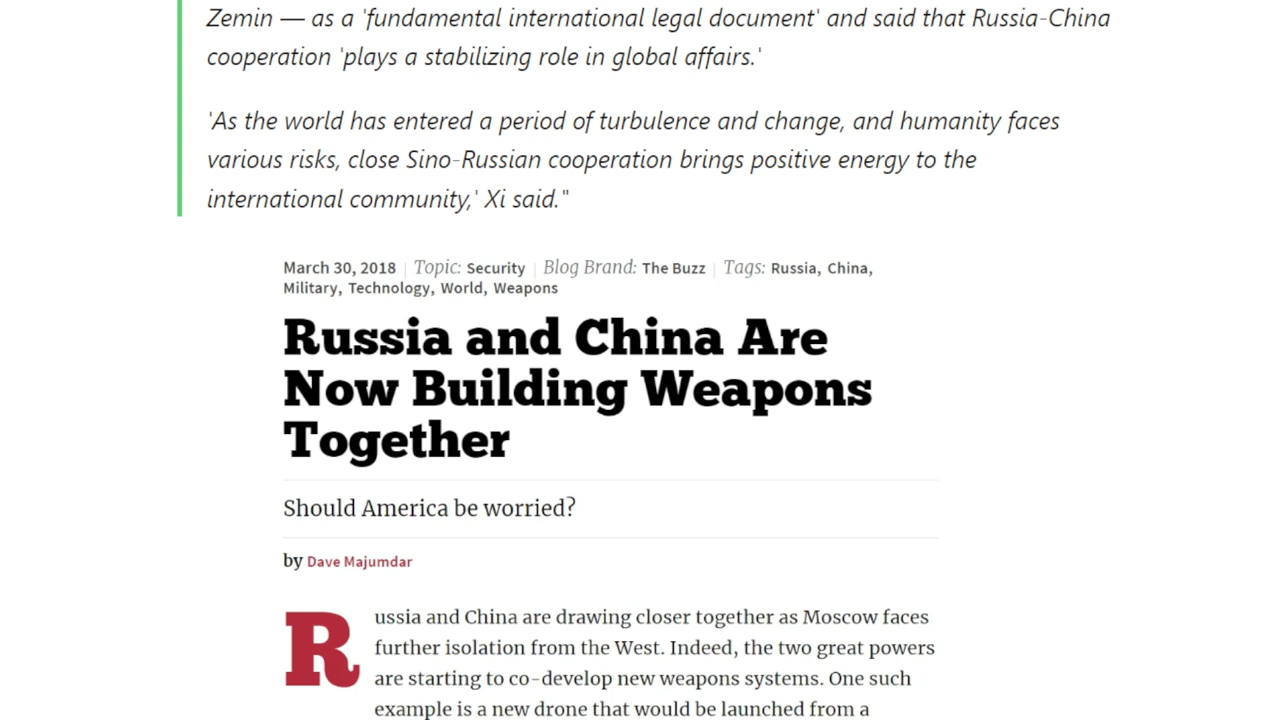 Zemin — as a 'fundamental international legal document' and said that Russia-China
cooperation 'plays a stabilizing role in global affairs.'
'As the world has entered a period of turbulence and change, and humanity faces
various risks, close Sino-Russian cooperation brings positive energy to the
international community,' Xi said."
March 30, 2018 | Topic: Security | Blog Brand: The Buzz | Tags: Russia, China,
Military, Technology, World, Weapons
Russia and China Are
Now Building Weapons
Together
Should America be worried?
by Dave Majumdar
Russia and China are drawing closer together as Moscow faces
further isolation from the West. Indeed, the two great powers
are starting to co-develop new weapons systems. One such
example is a new drone that would be launched from a